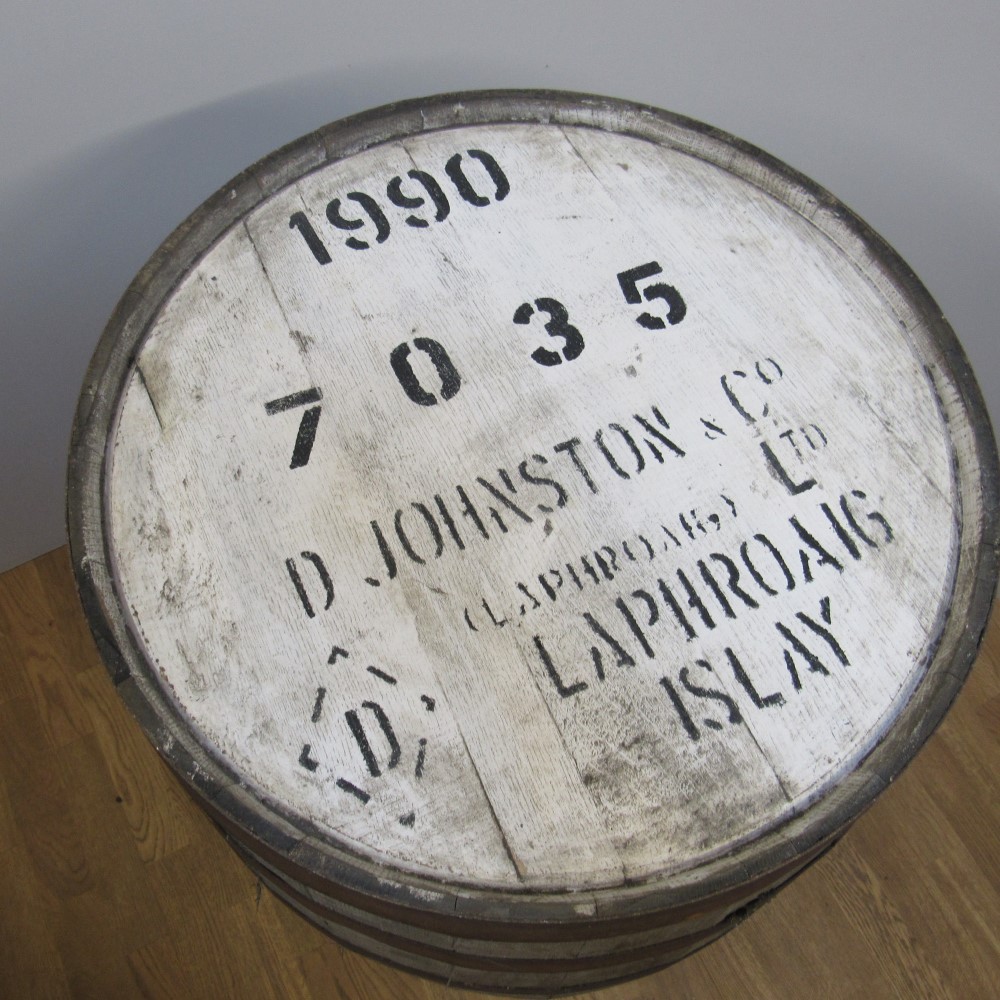 1990
7035
D JOHNSTON & CO
LTD
(LAPHROAIG)
LAPHROAIG
ISLAY
D